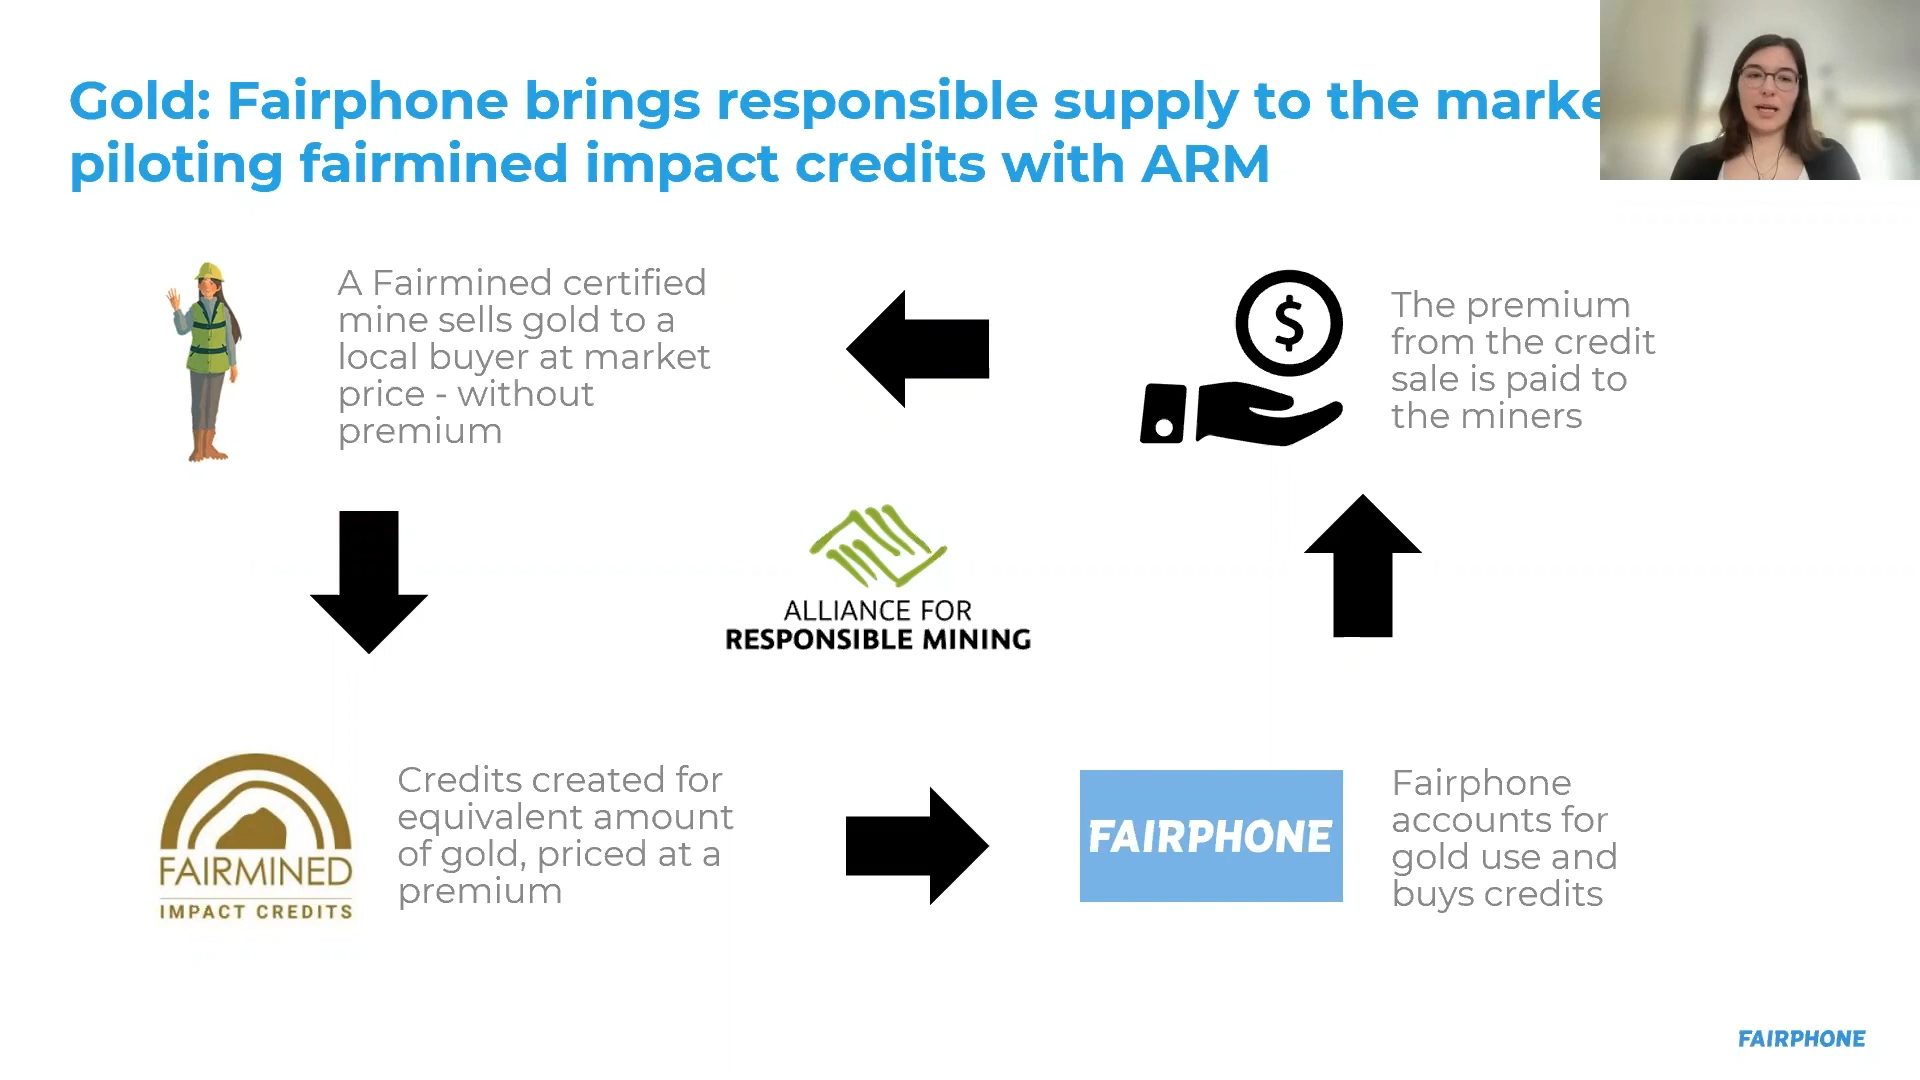 Gold: Fairphone brings responsible supply to the marke
piloting fairmined impact credits with ARM
A Fairmined certified
mine sells gold to a
local buyer at market
price - without
premium
$
The premium
from the credit
sale is paid to
the miners
ALLIANCE FOR
RESPONSIBLE MINING
FAIRMINED
IMPACT CREDITS
Credits created for
equivalent amount
of gold, priced at a
premium
FAIRPHONE
Fairphone
accounts for
gold use and
buys credits
FAIRPHONE